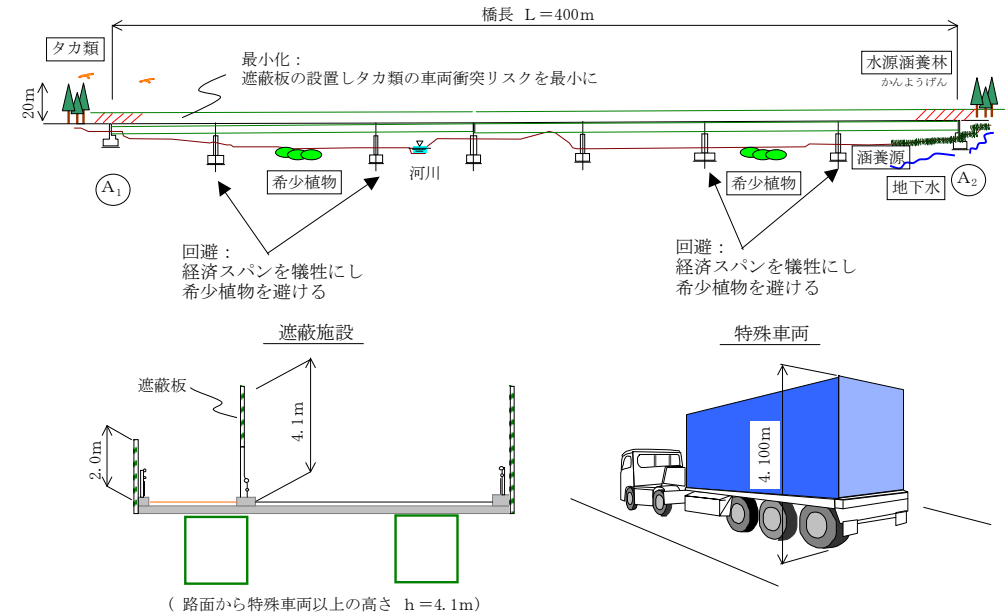 橋長 L=400m
タカ類
最小化:
遮蔽板の設置しタカ類の車両衝突リスクを最小に
水源涵養林
かんようげん
20m
A1
希少植物
河川
希少植物
涵養源
地下水
A2
回避:
経済スパンを犠牲にし
希少植物を避ける
回避:
経済スパンを犠牲にし
希少植物を避ける
遮蔽施設
特殊車両
遮蔽板
2.0m
4.1m
4.100m
( 路面から特殊車両以上の高さ h=4.1m)